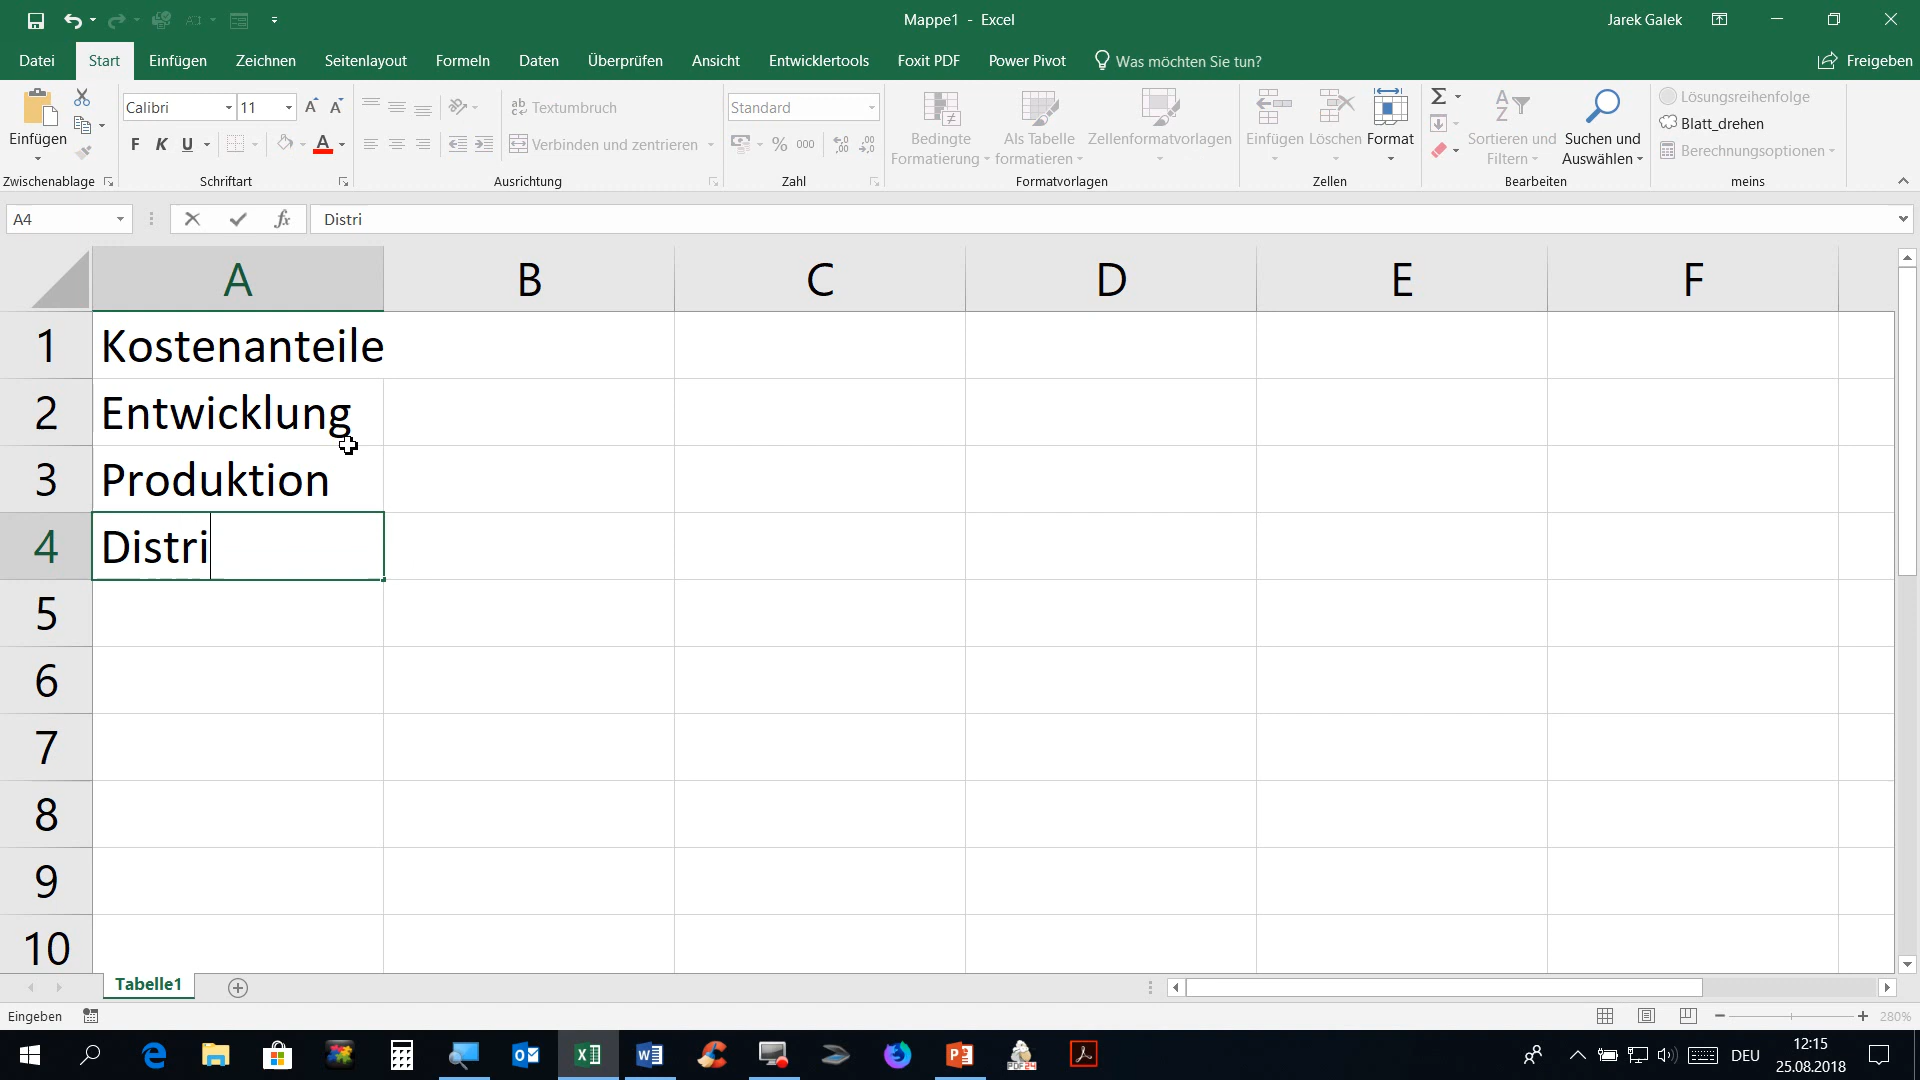 Mappe1 - Excel
Jarek Galek
Datei Start Einfügen Zeichnen Seitenlayout Formeln Daten Überprüfen Ansicht Entwicklertools Foxit PDF Power Pivot Was möchten Sie tun? Freigeben
Einfügen
Zwischenablage
Calibri 11
F K U
Schriftart
Textumbruch
Verbinden und zentrieren
Ausrichtung
Standard
% 000
Zahl
Bedingte
Formatierung
Als Tabelle
formatieren
Zellenformatvorlagen
Formatvorlagen
Einfügen Löschen Format
Zellen
Sortieren und
Filtern
Suchen und
Auswählen
Bearbeiten
Lösungsreihenfolge
Blatt_drehen
Berechnungsoptionen
meins
A4 fx Distri
A B C D E F
1 Kostenanteile
2 Entwicklung
3 Produktion
4 Distri
5
6
7
8
9
10
Tabelle1
Eingeben
280%
DEU
12:15
25.08.2018